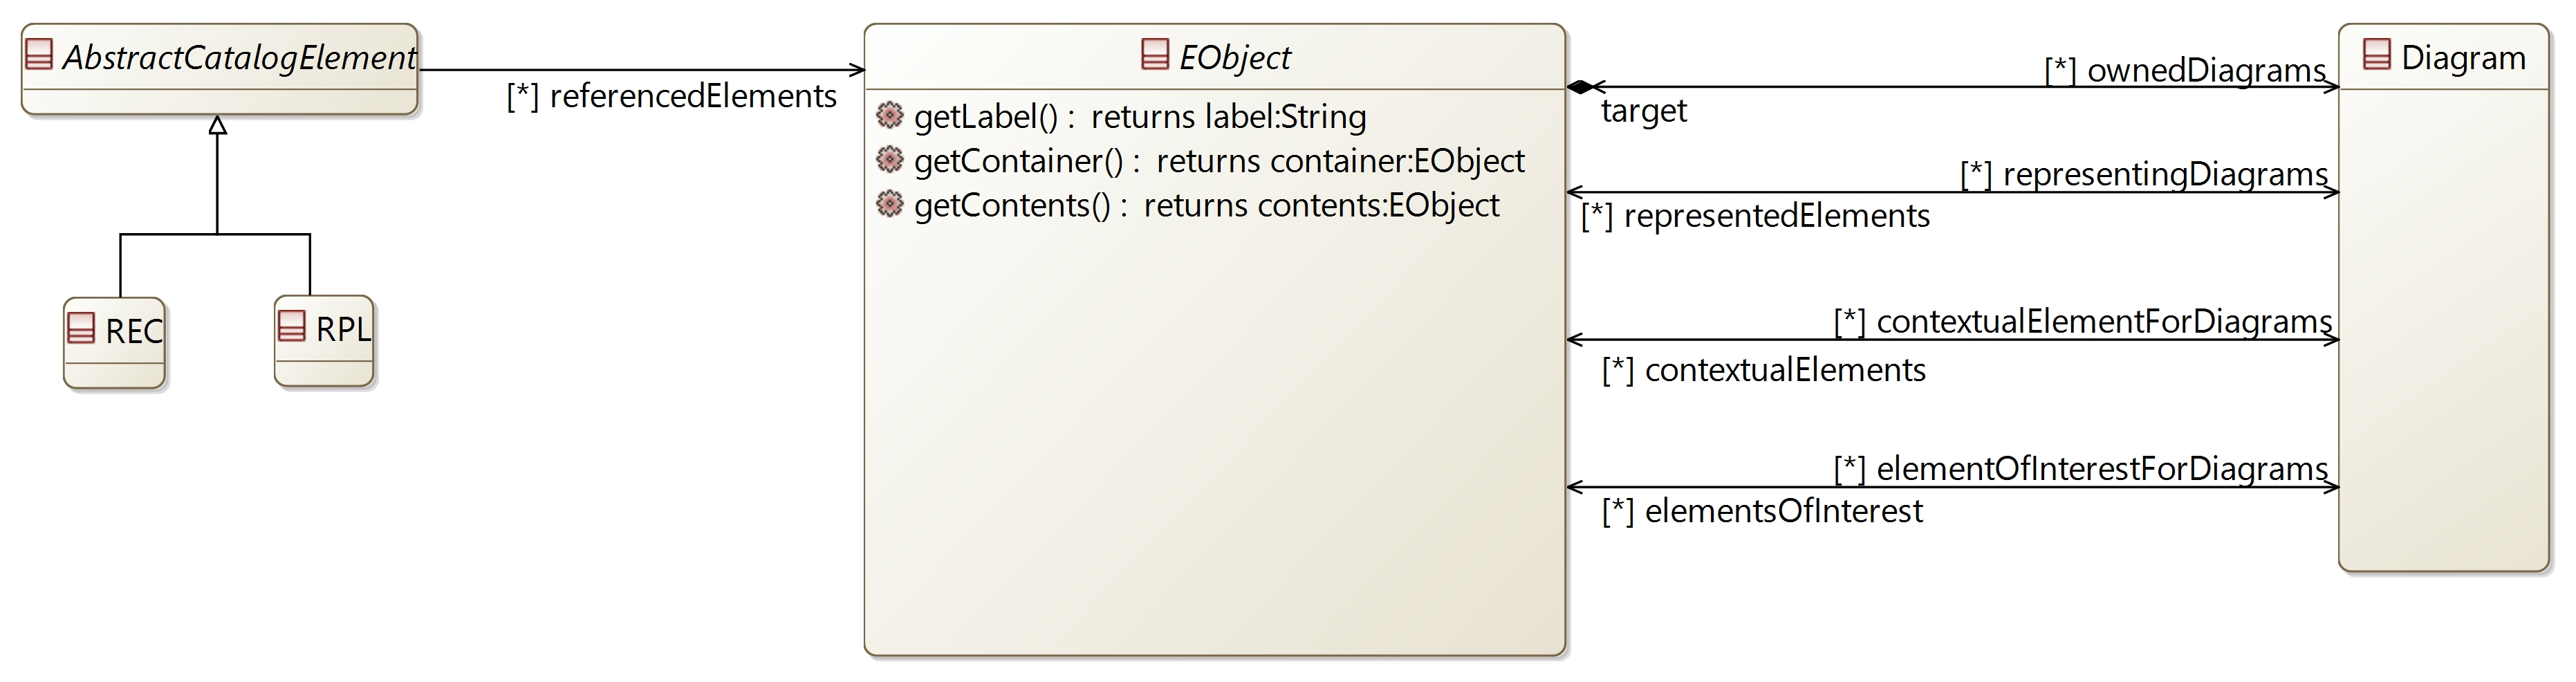 AbstractCatalogElement
[*] referencedElements
REC
RPL
EObject
getLabel() : returns label:String
getContainer() : returns container:EObject
getContents() : returns contents:EObject
[*] ownedDiagrams
target
[*] representingDiagrams
[*] representedElements
[*] contextualElementForDiagrams
[*] contextualElements
[*] elementOfInterestForDiagrams
[*] elementsOfInterest
Diagram